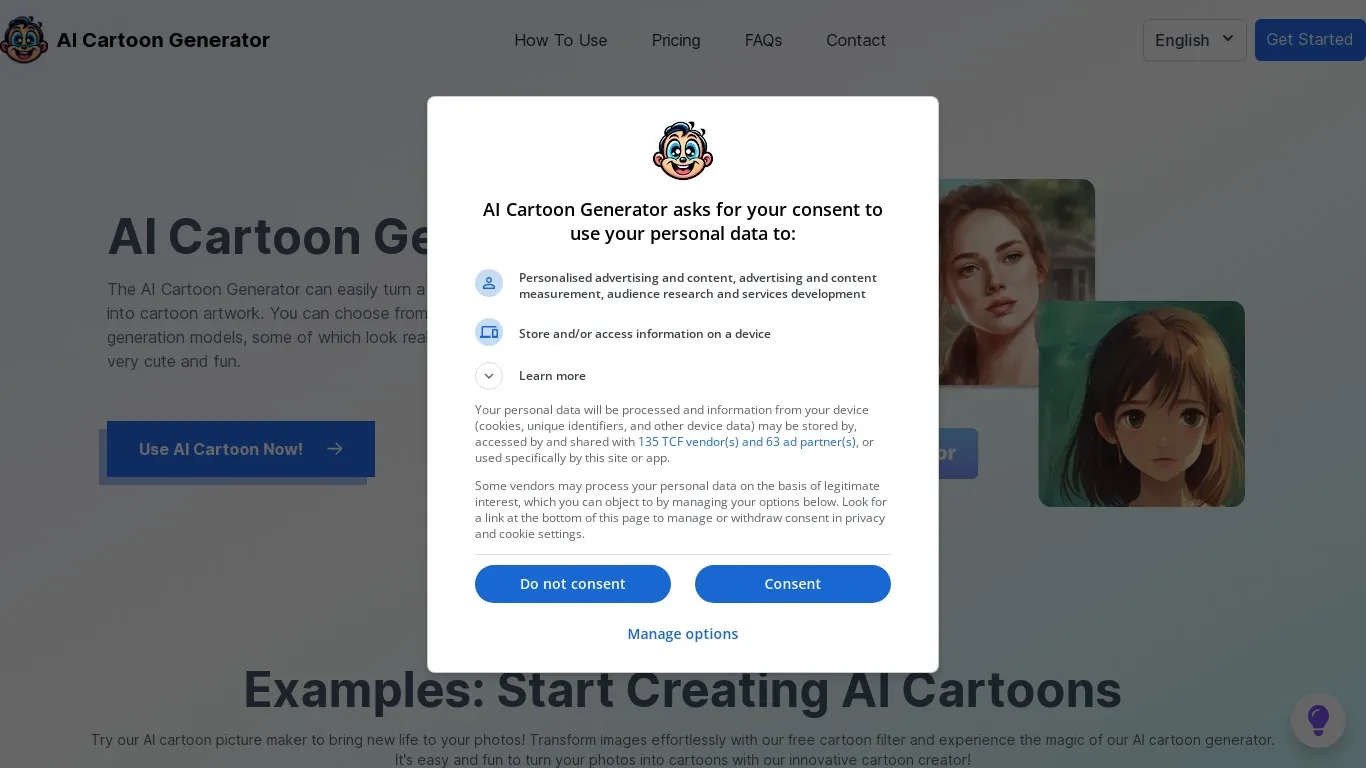 AI Cartoon Generator
How To Use
Pricing
FAQs
Contact
English
Get Started
AI Cartoon Generator asks for your consent to
use your personal data to:
Personalised advertising and content, advertising and content
measurement, audience research and services development
Store and/or access information on a device
Learn more
Your personal data will be processed and information from your device
(cookies, unique identifiers, and other device data) may be stored by,
accessed by and shared with 135 TCF vendor(s) and 63 ad partner(s), or
used specifically by this site or app.
Some vendors may process your personal data on the basis of legitimate
interest, which you can object to by managing your options below. Look for
a link at the bottom of this page to manage or withdraw consent in privacy
and cookie settings.
Do not consent
Consent
Manage options
AI Cartoon Ge
The AI Cartoon Generator can easily turn a
into cartoon artwork. You can choose from
generation models, some of which look rea
very cute and fun.
Use AI Cartoon Now!
or
Examples: Start Creating AI Cartoons
Try our AI cartoon picture maker to bring new life to your photos! Transform images effortlessly with our free cartoon filter and experience the magic of our AI cartoon generator.
It's easy and fun to turn your photos into cartoons with our innovative cartoon creator!